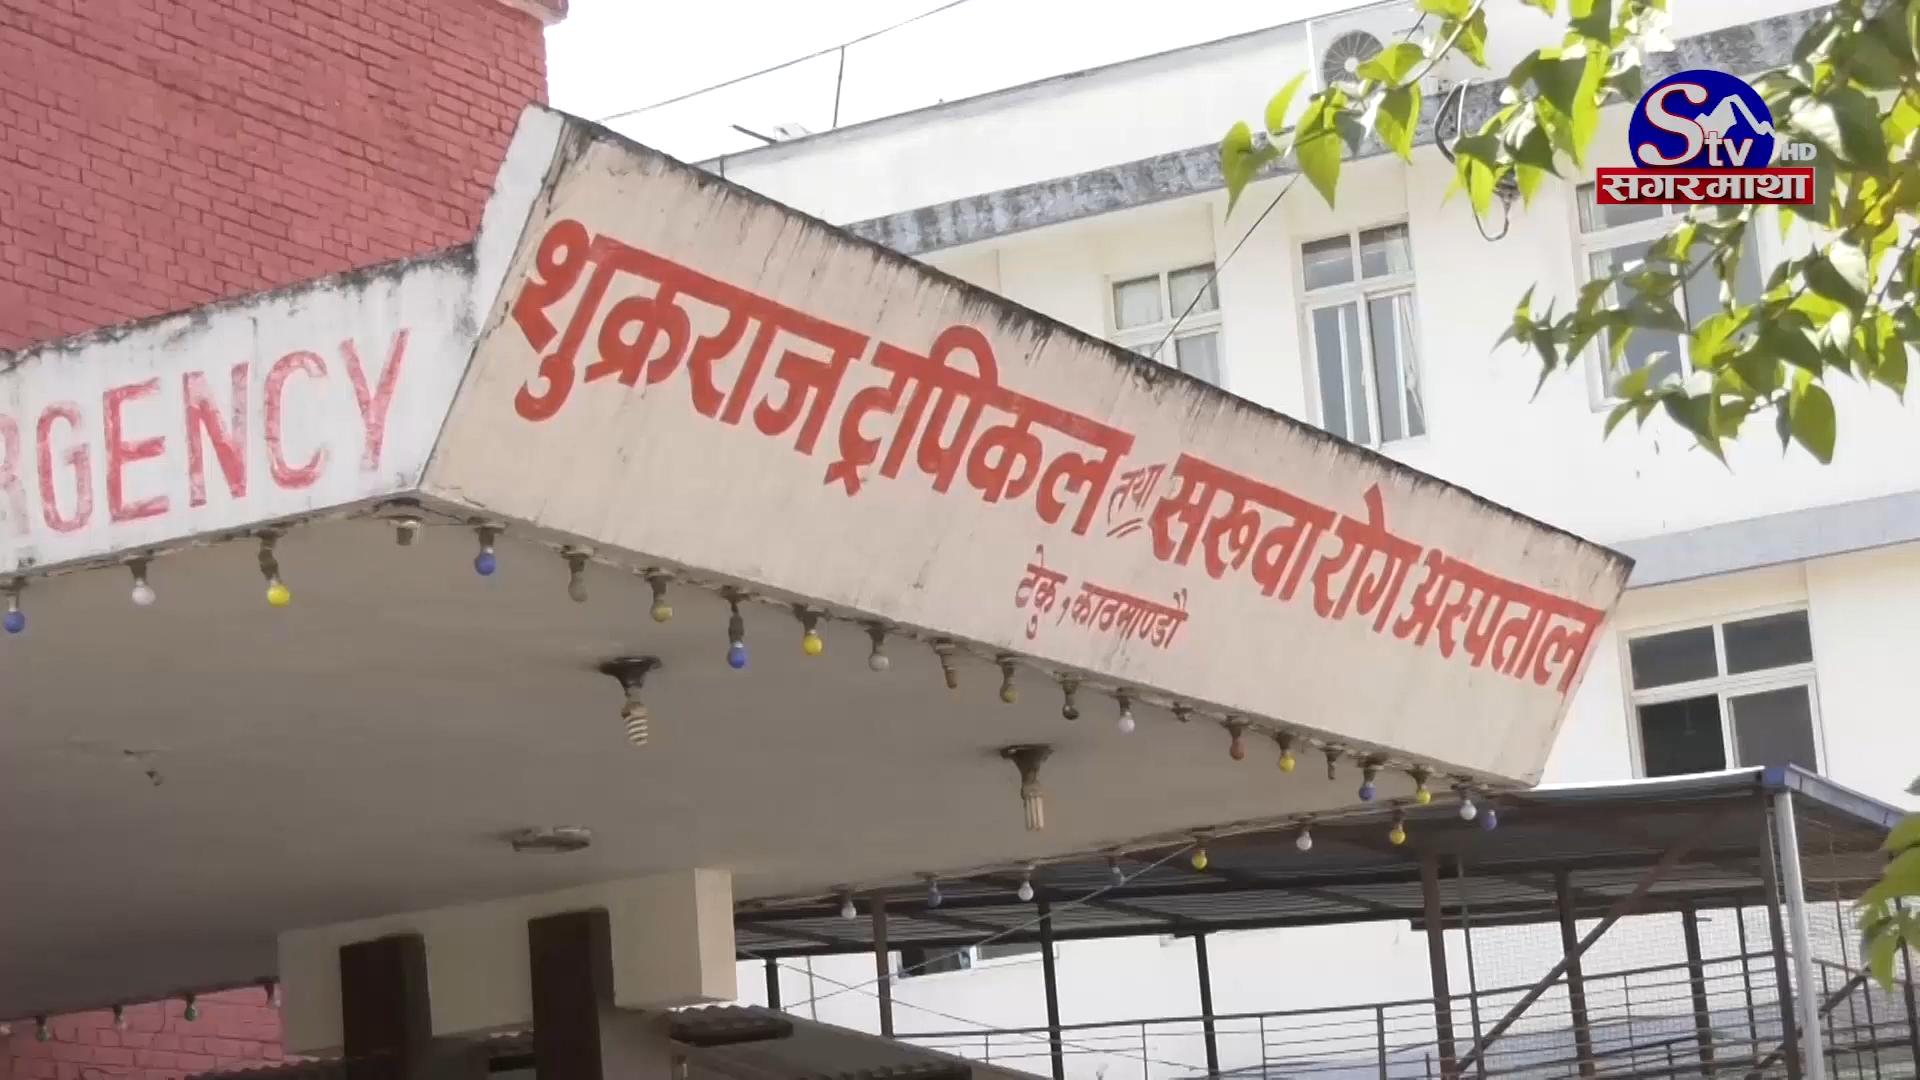 RGENCY
शुक्रराज ट्रपिकल तथा सरूवा रोग अस्पताल
टेकु, काठमाण्डौ
Stv HD
सगरमाथा